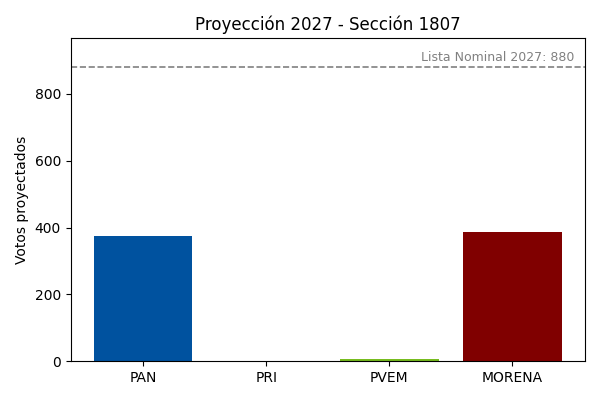 Proyección 2027 - Sección 1807
Lista Nominal 2027: 880
Votos proyectados
800
600
400
200
0
PAN
PRI
PVEM
MORENA